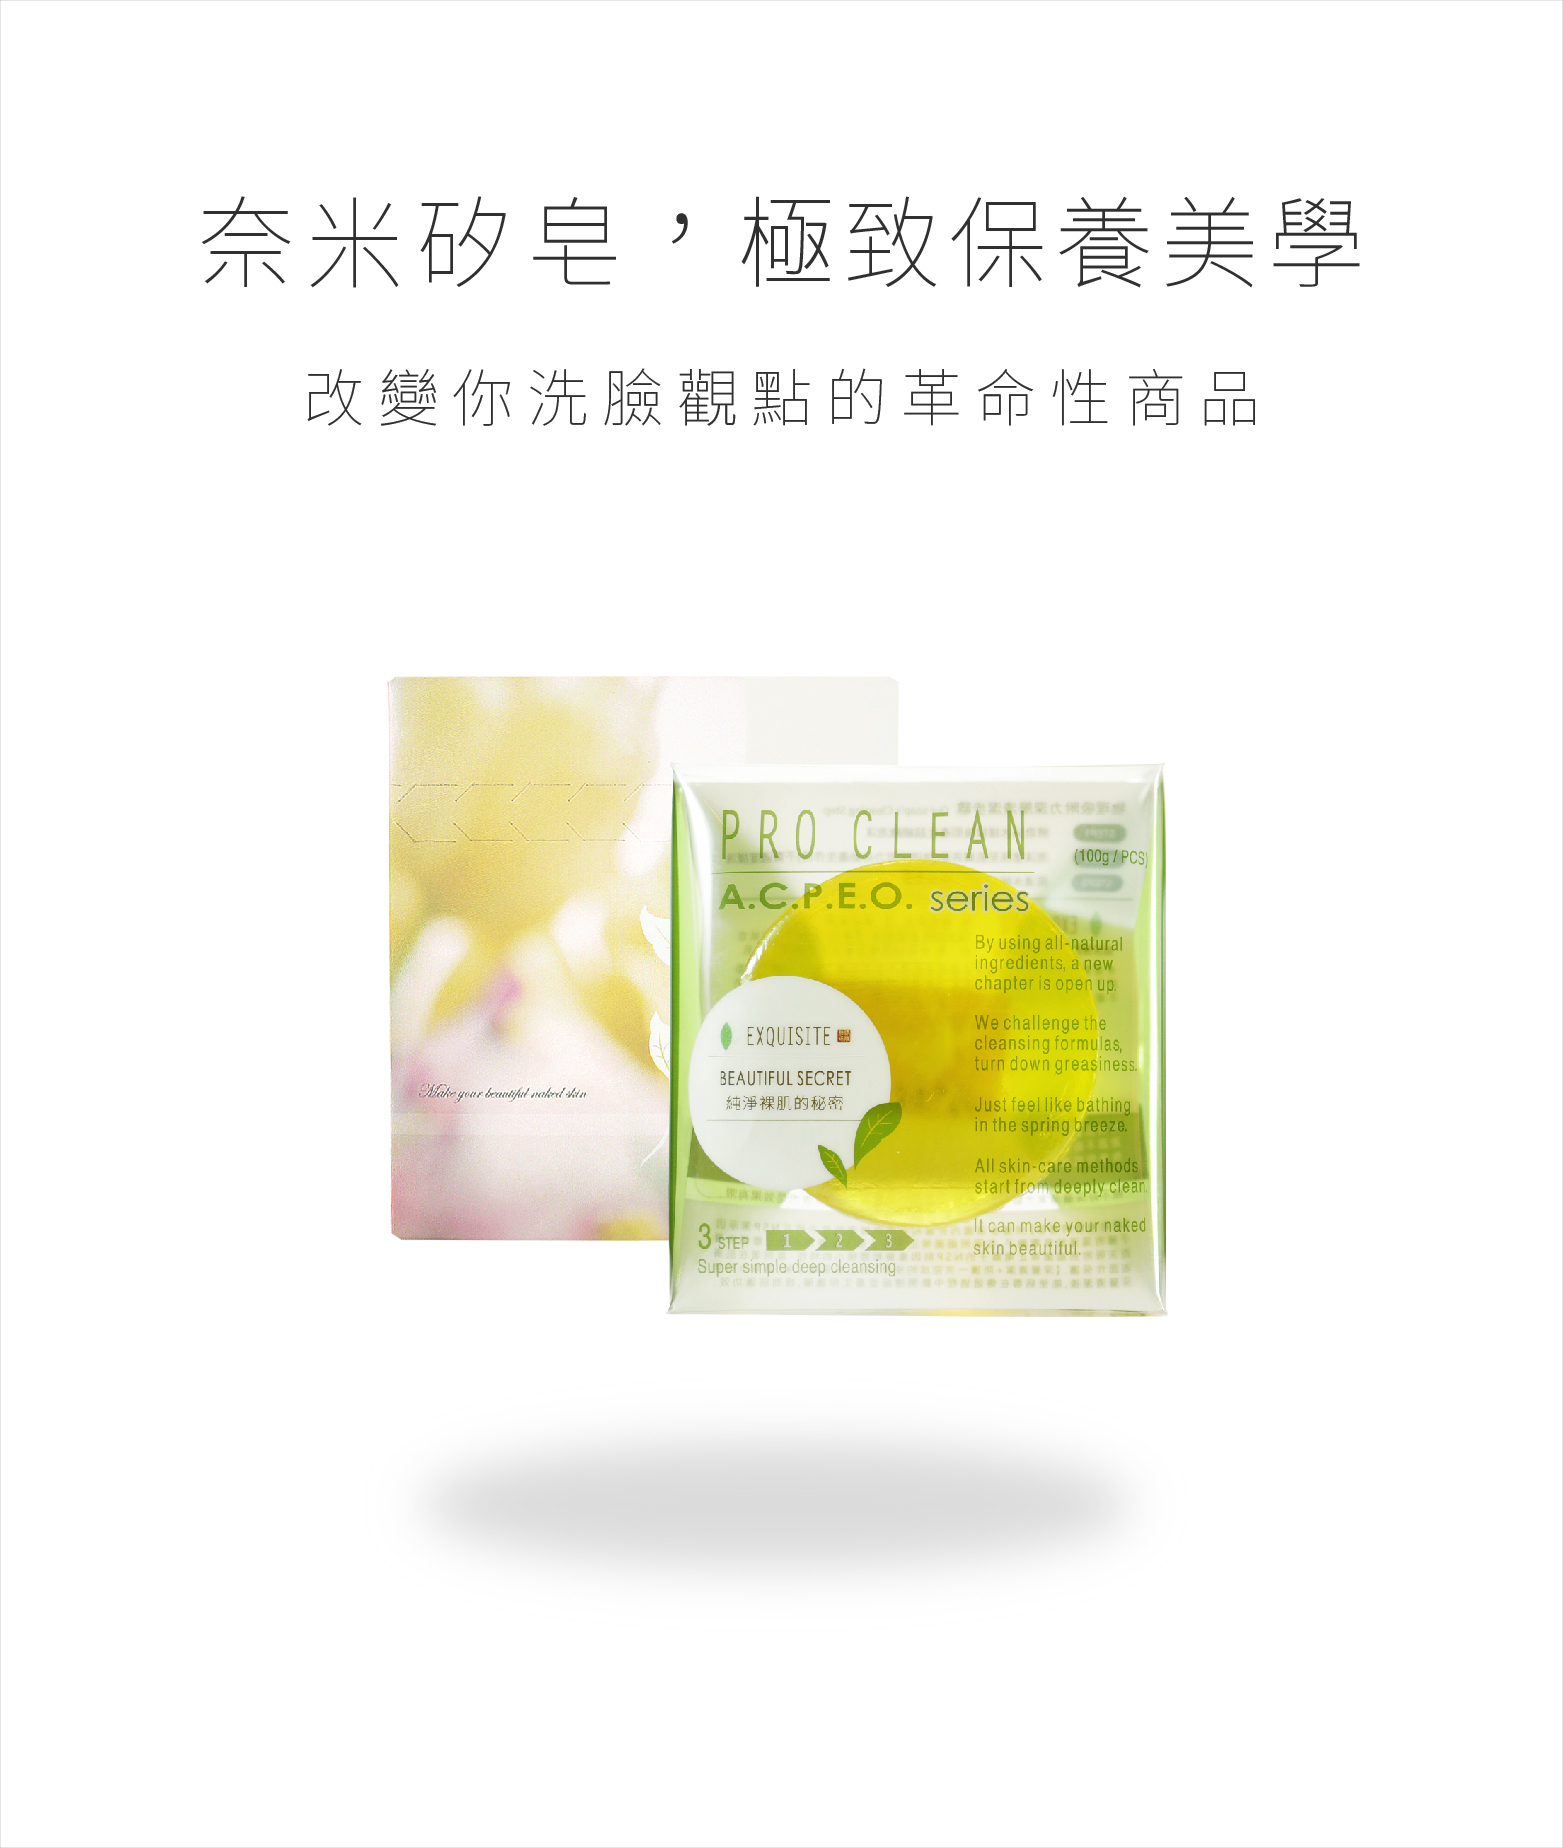 奈米矽皂，極致保養美學
改變你洗臉觀點的革命性商品
Make your beautiful naked skin
PRO CLEAN
(100g / PCS)
A.C.P.E.O. series
By using all-natural
ingredients, a new
chapter is open up.
We challenge the
cleansing formulas,
turn down greasiness.
Just feel like bathing
in the spring breeze.
All skin-care methods
start from deeply clean.
It can make your naked
skin beautiful.
EXQUISITE
BEAUTIFUL SECRET
純淨裸肌的秘密
3 STEP 1 2 3
Super simple deep cleansing